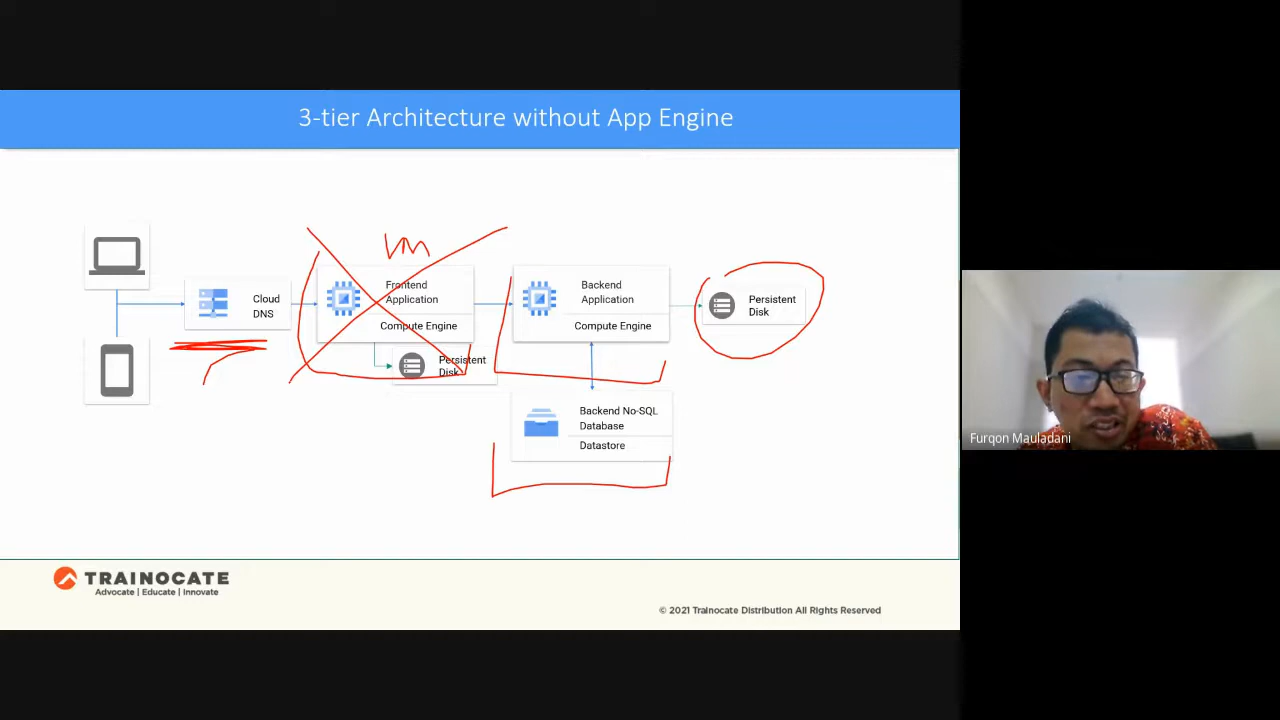 3-tier Architecture without App Engine
VM
Cloud
DNS
Frontend
Application
Compute Engine
Persistent
Disk
Backend
Application
Compute Engine
Persistent
Disk
Backend No-SQL
Database
Datastore
TRAINOCATE
Advocate | Educate | Innovate
© 2021 Trainocate Distribution All Rights Reserved
Furqon Mauladani